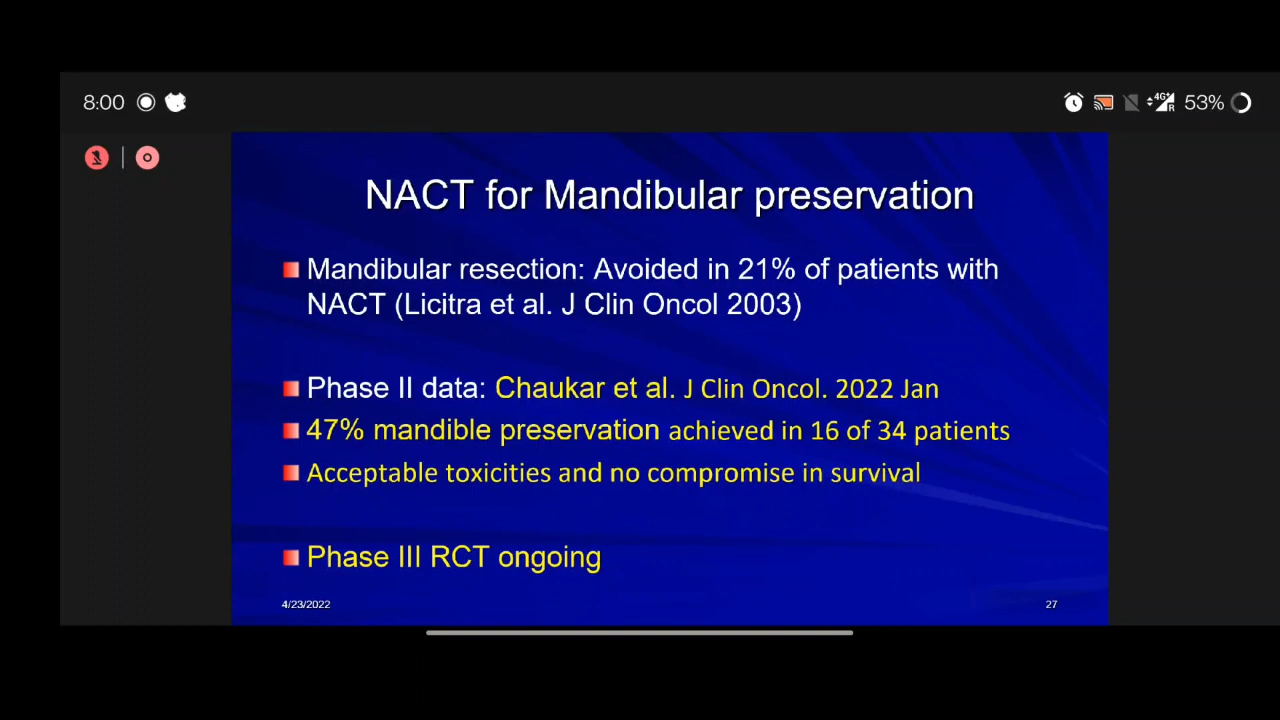 8:00
4G+
R
53%
NACT for Mandibular preservation
Mandibular resection: Avoided in 21% of patients with
NACT (Licitra et al. J Clin Oncol 2003)
Phase II data: Chaukar et al. J Clin Oncol. 2022 Jan
47% mandible preservation achieved in 16 of 34 patients
Acceptable toxicities and no compromise in survival
Phase III RCT ongoing
4/23/2022
27